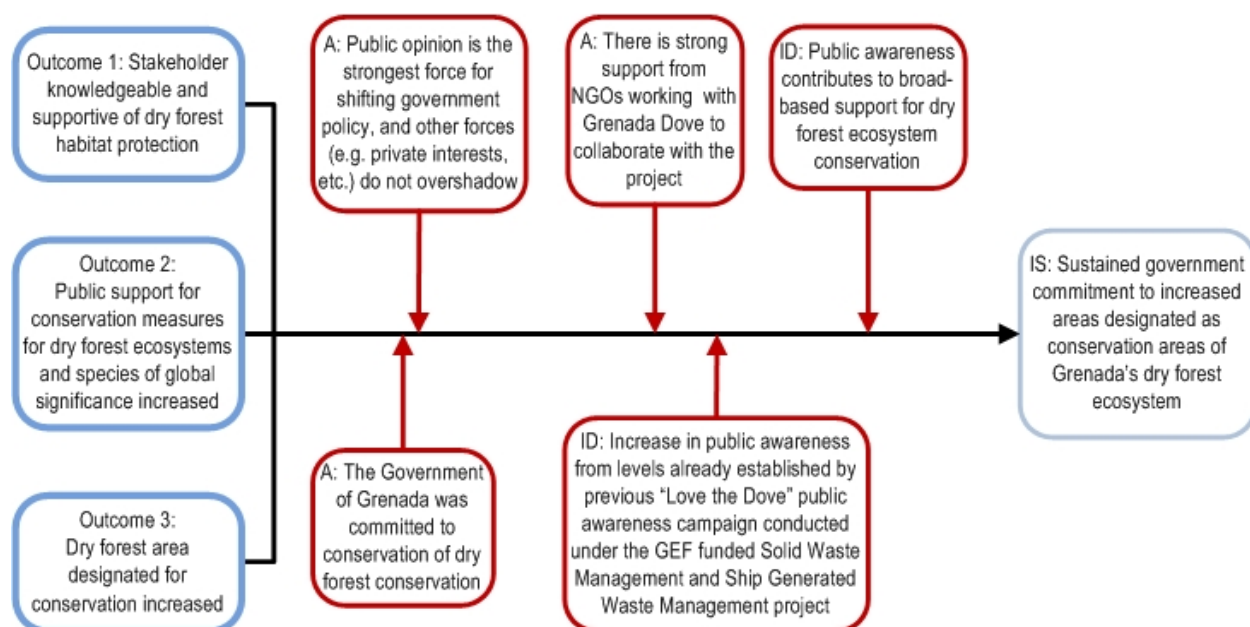 Outcome 1: Stakeholder
knowledgeable and
supportive of dry forest
habitat protection
A: Public opinion is the
strongest force for
shifting government
policy, and other forces
(e.g. private interests,
etc.) do not overshadow
A: There is strong
support from
NGOs working with
Grenada Dove to
collaborate with the
project
ID: Public awareness
contributes to broad-
based support for dry
forest ecosystem
conservation
Outcome 2:
Public support for
conservation measures
for dry forest ecosystems
and species of global
significance increased
IS: Sustained government
commitment to increased
areas designated as
conservation areas of
Grenada's dry forest
ecosystem
Outcome 3:
Dry forest area
designated for
conservation increased
A: The Government
of Grenada was
committed to
conservation of dry
forest conservation
ID: Increase in public awareness
from levels already established by
previous “Love the Dove” public
awareness campaign conducted
under the GEF funded Solid Waste
Management and Ship Generated
Waste Management project